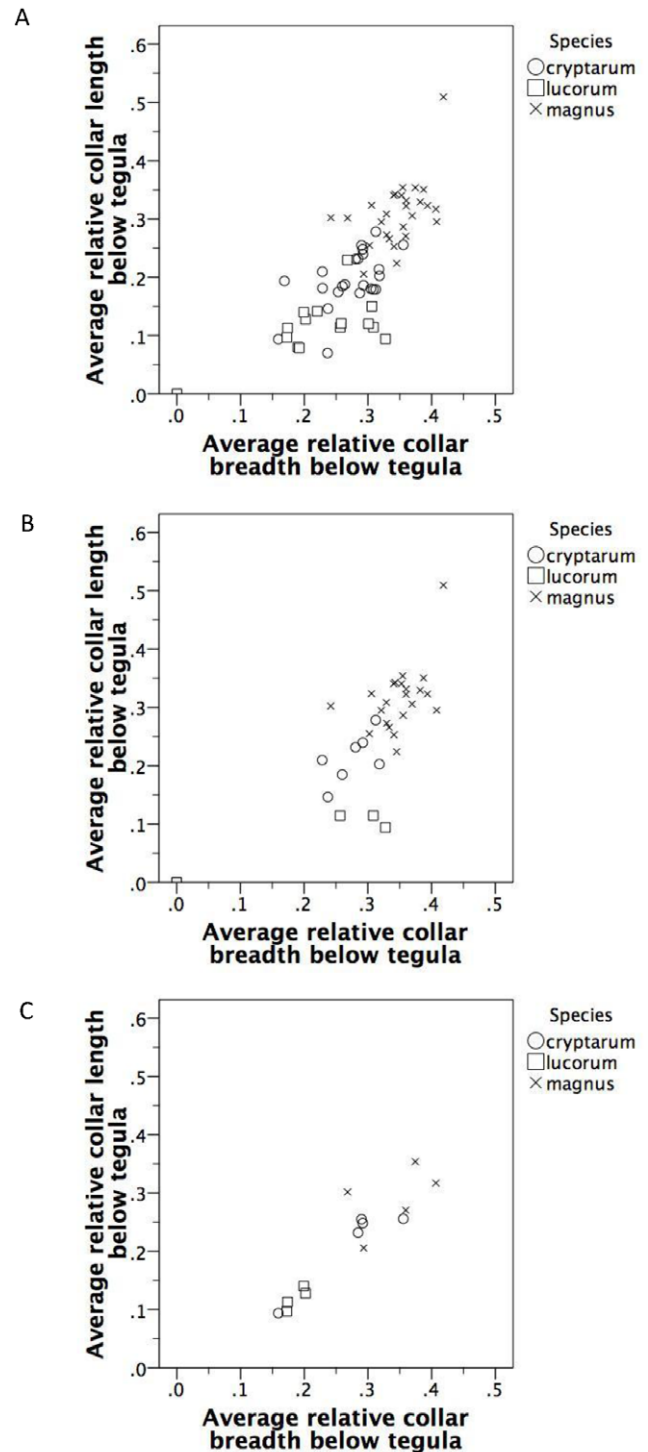 A
.6
.5
.4
.3
.2
.1
.0
Average relative collar length
below tegula
.0 .1 .2 .3 .4 .5
Average relative collar
breadth below tegula
Species
cryptarum
lucorum
magnus
B
.6
.5
.4
.3
.2
.1
.0
Average relative collar length
below tegula
.0 .1 .2 .3 .4 .5
Average relative collar
breadth below tegula
Species
cryptarum
lucorum
magnus
C
.6
.5
.4
.3
.2
.1
.0
Average relative collar length
below tegula
.0 .1 .2 .3 .4 .5
Average relative collar
breadth below tegula
Species
cryptarum
lucorum
magnus